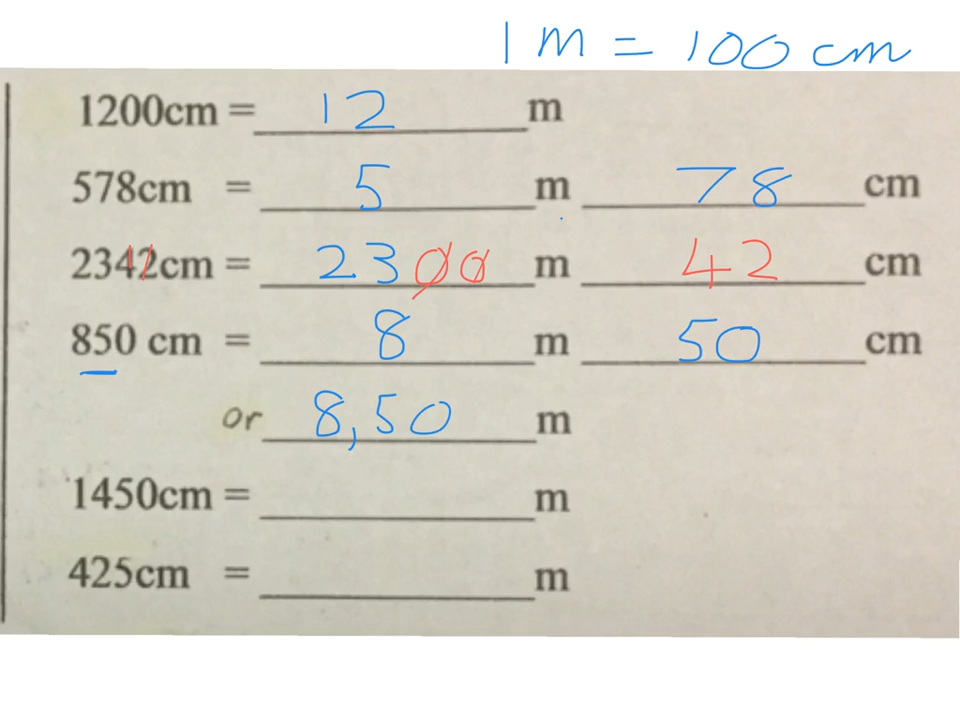 1 m = 100 cm
1200cm = 12 m
578cm = 5 m 78 cm
2342cm = 2300 m 42 cm
850 cm = 8 m 50 cm
or 8,50 m
1450cm = m
425cm = m